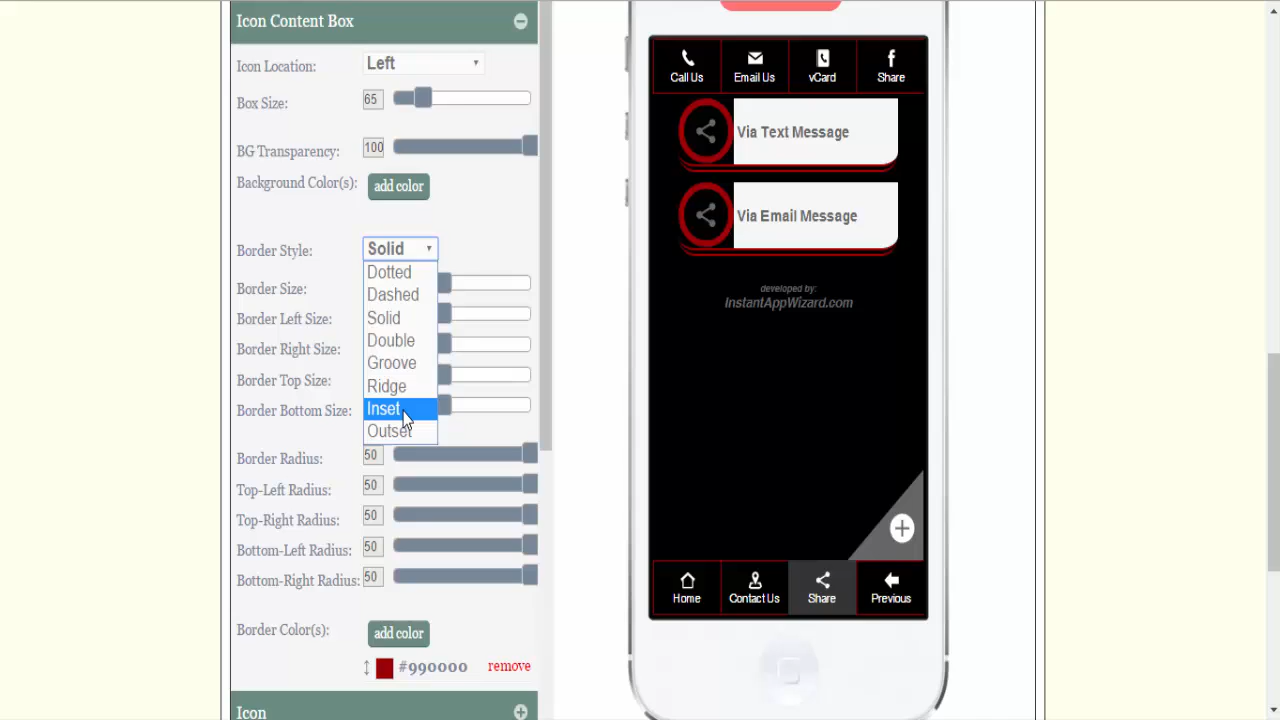 Icon Content Box
Icon Location: Left
Box Size: 65
BG Transparency: 100
Background Color(s): add color
Border Style: Solid
Dotted
Dashed
Solid
Double
Groove
Ridge
Inset
Outset
Border Size:
Border Left Size:
Border Right Size:
Border Top Size:
Border Bottom Size:
Border Radius: 50
Top-Left Radius: 50
Top-Right Radius: 50
Bottom-Left Radius: 50
Bottom-Right Radius: 50
Border Color(s): add color
#990000 remove
Icon
Call Us Email Us vCard Share
Via Text Message
Via Email Message
developed by:
InstantAppWizard.com
Home Contact Us Share Previous